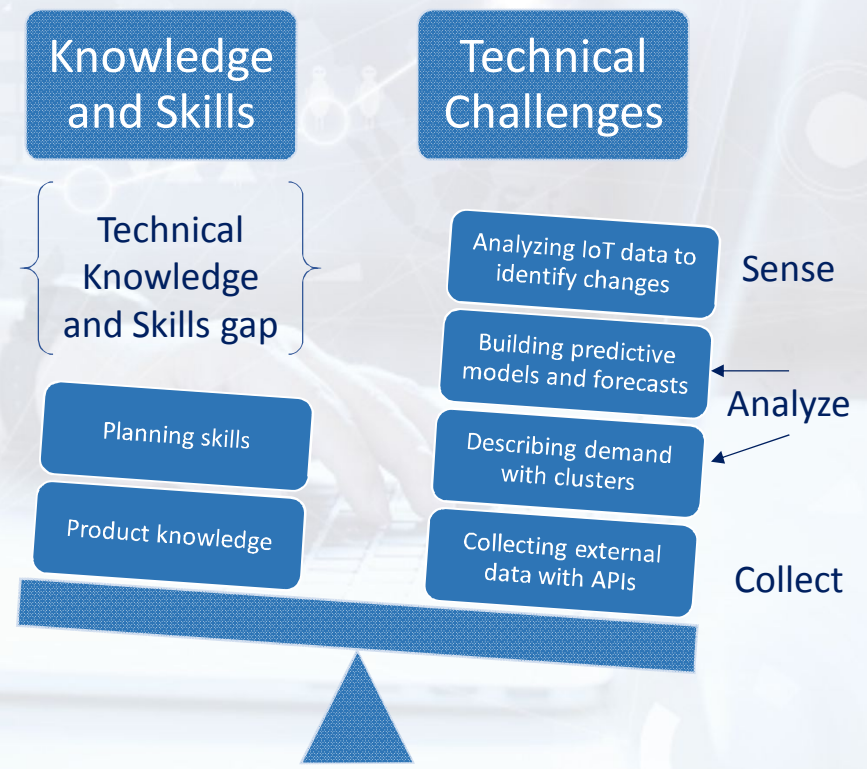 Knowledge
and Skills
Technical
Challenges
Technical
Knowledge
and Skills gap
Planning skills
Product knowledge
Analyzing IoT data to
identify changes
Sense
Building predictive
models and forecasts
Analyze
Describing demand
with clusters
Collecting external
data with APIs
Collect